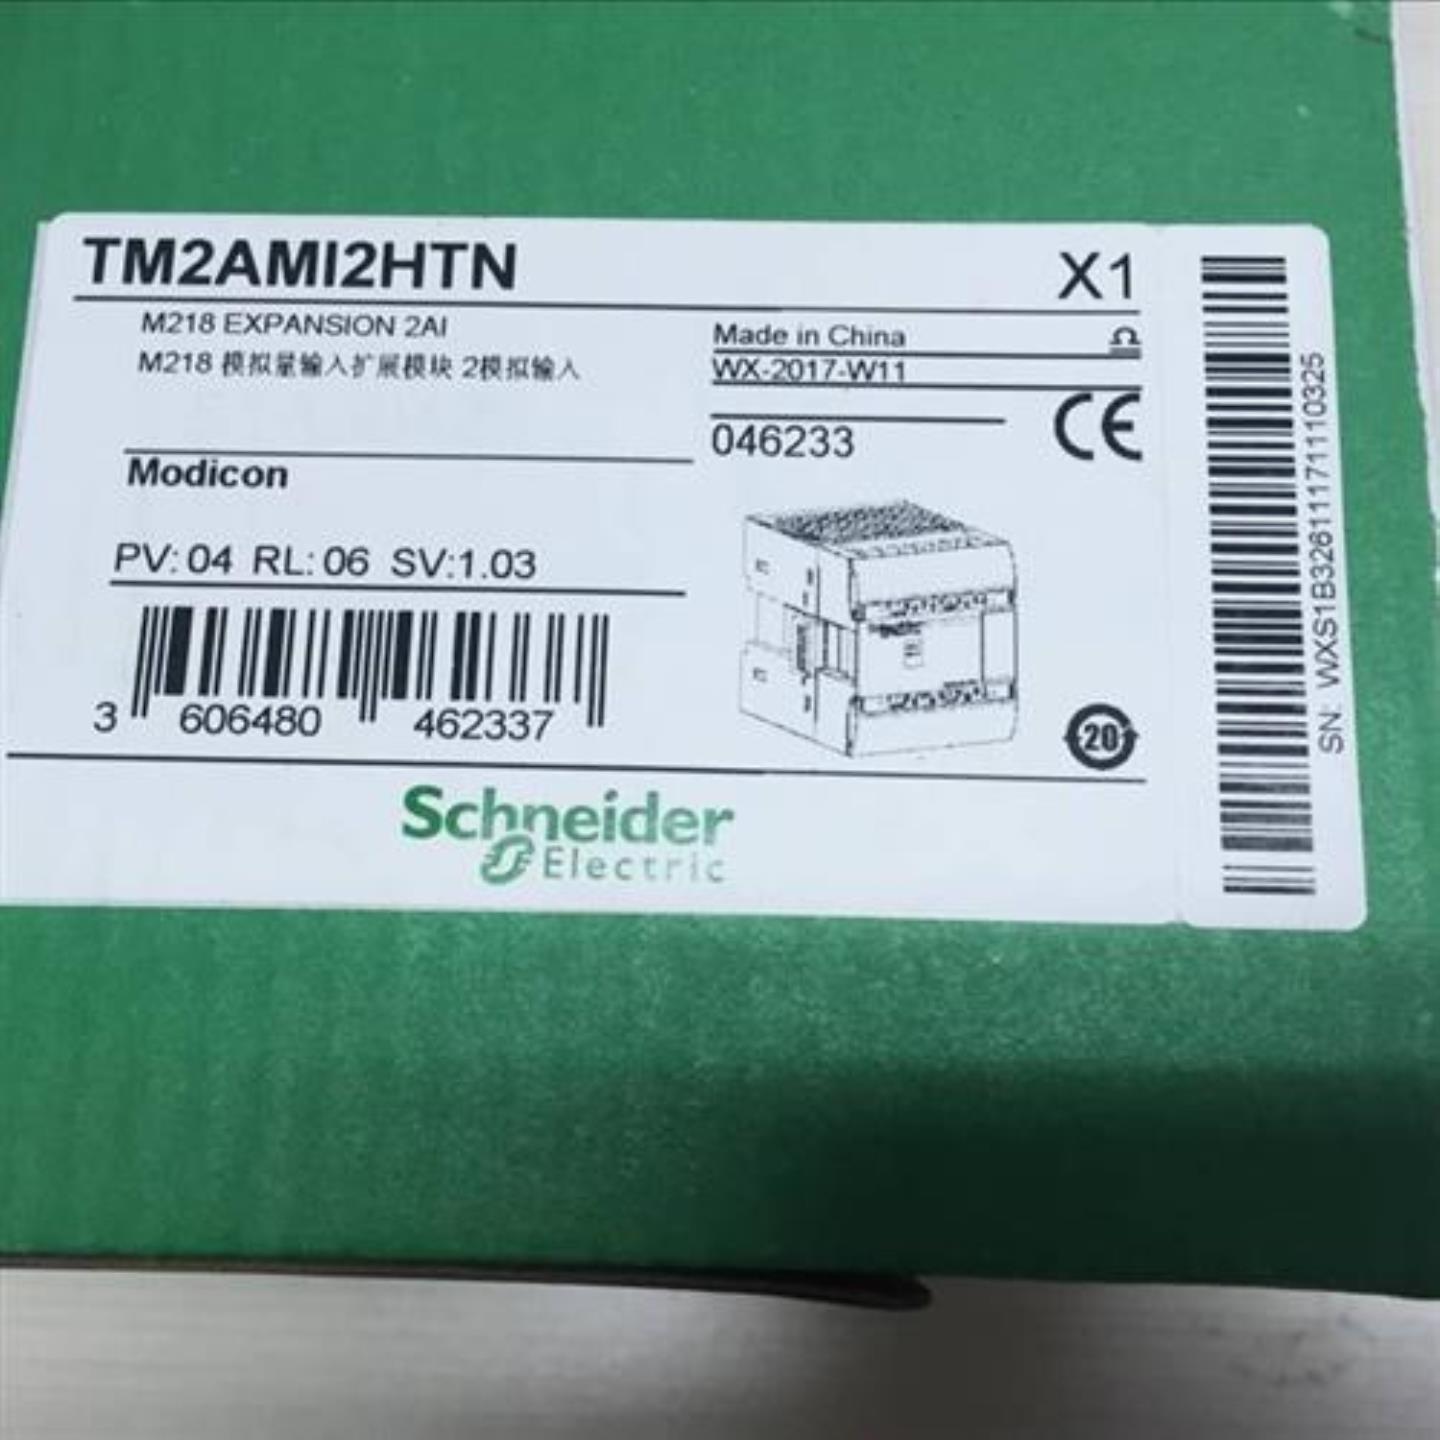 TM2AMI2HTN
X1
M218 EXPANSION 2AI
M218 模拟量输入扩展模块 2模拟输入
Made in China
WX-2017-W11
046233
CE
Modicon
PV: 04 RL: 06 SV:1.03
3 606480 462337
20
Schneider
Electric
SN: WXS1B3281117111110325